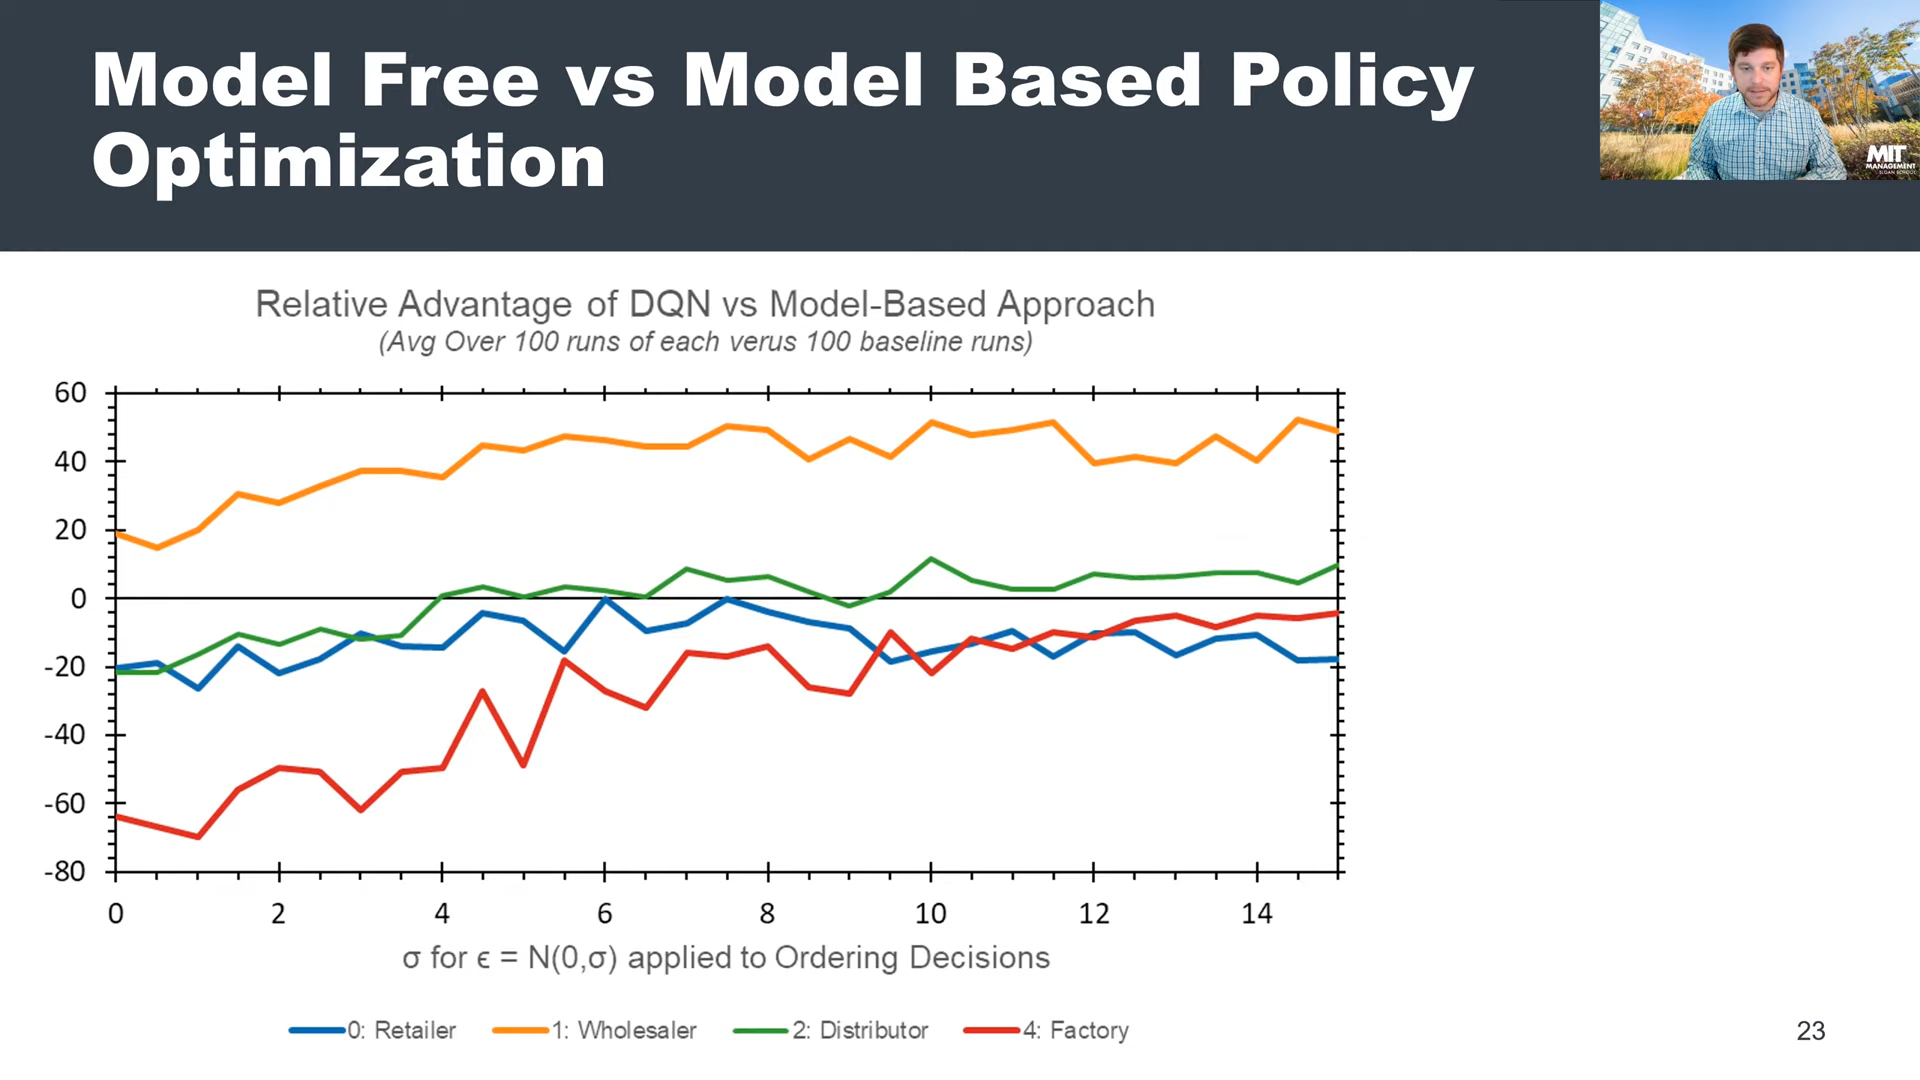 Model Free vs Model Based Policy
Optimization
MIT
MANAGEMENT
SLOAN SCHOOL
Relative Advantage of DQN vs Model-Based Approach
(Avg Over 100 runs of each verus 100 baseline runs)
60
40
20
0
-20
-40
-60
-80
0 2 4 6 8 10 12 14
σ for ϵ = N(0,σ) applied to Ordering Decisions
0: Retailer 1: Wholesaler 2: Distributor 4: Factory
23